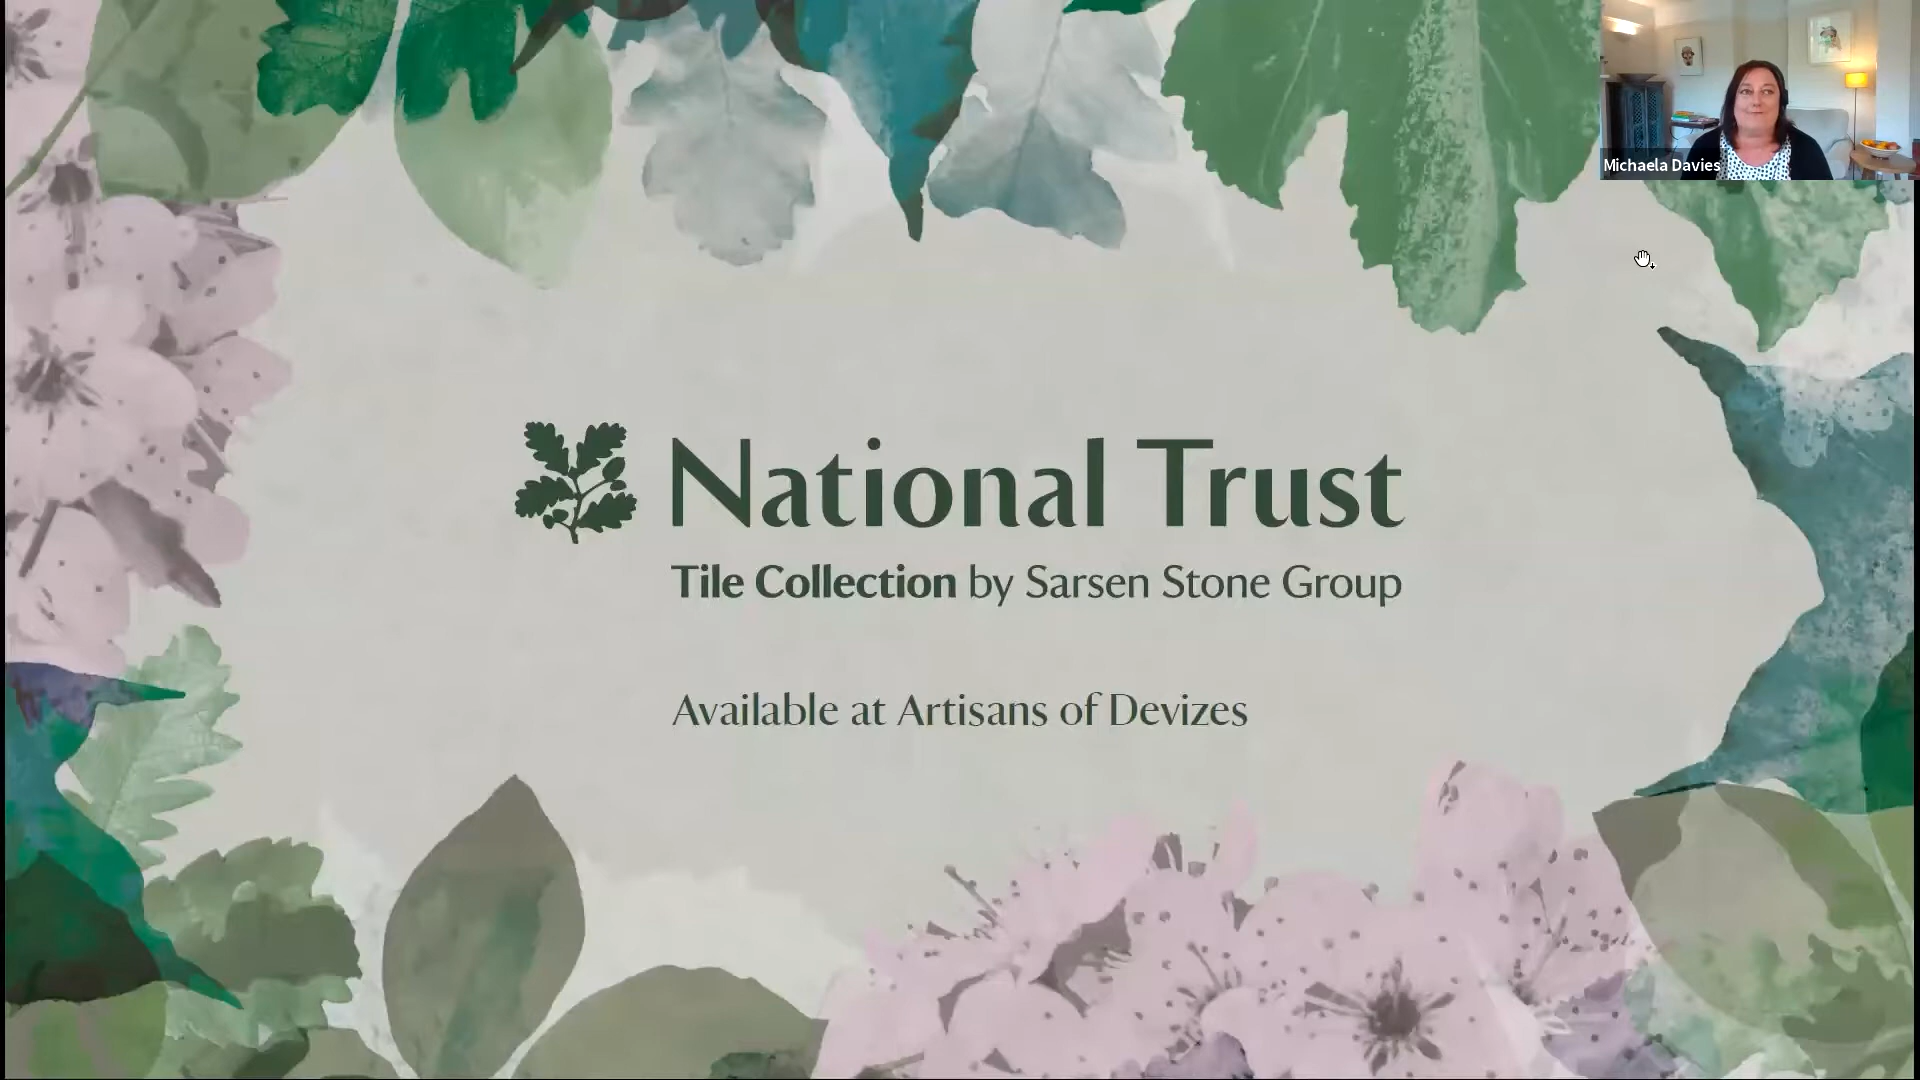 Michaela Davies
National Trust
Tile Collection by Sarsen Stone Group
Available at Artisans of Devizes